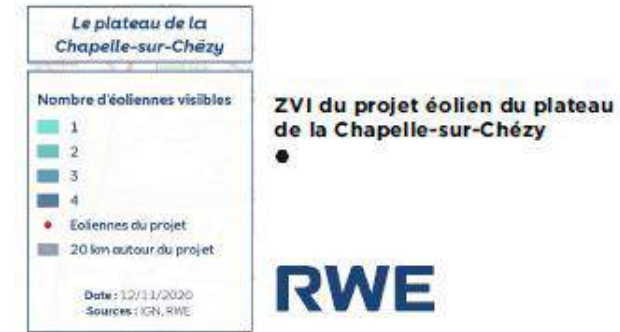 Le plateau de la
Chapelle-sur-Chézy
Nombre d'éoliennes visibles
1
2
3
4
Eoliennes du projet
20 km autour du projet
Date : 12/11/2020
Sources : IGN, RWE
ZVI du projet éolien du plateau
de la Chapelle-sur-Chézy
RWE